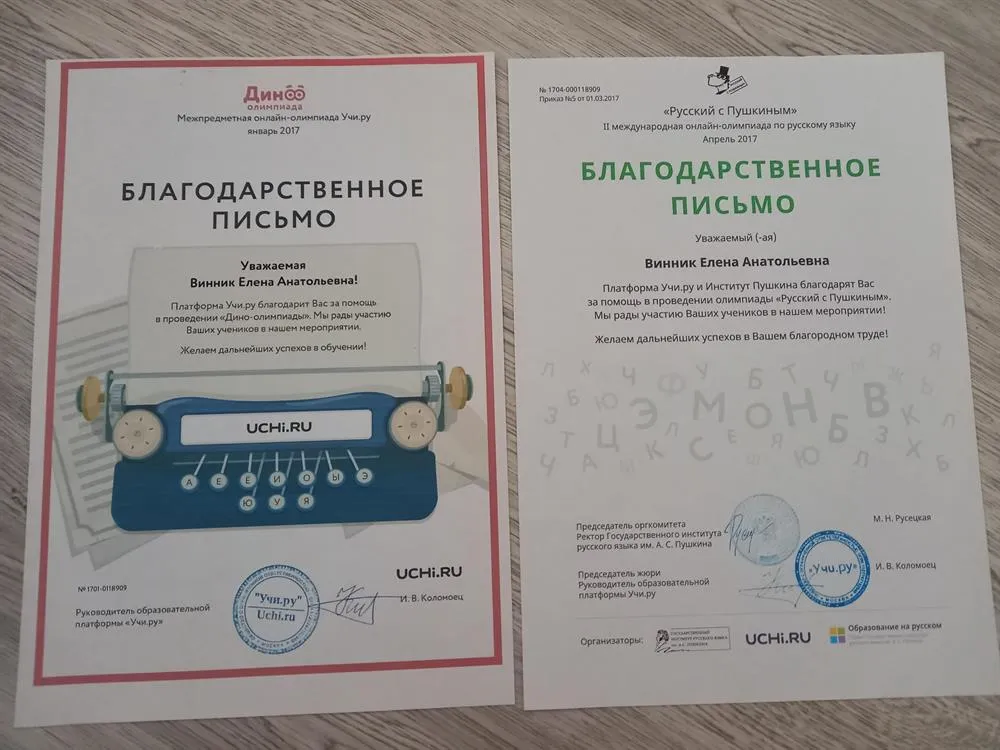 Дино
олимпиада
Межпредметная онлайн-олимпиада Учи.ру
январь 2017
БЛАГОДАРСТВЕННОЕ
ПИСЬМО
Уважаемая
Винник Елена Анатольевна!
Платформа Учи.ру благодарит Вас за помощь
в проведении «Дино-олимпиады». Мы рады участию
Ваших учеников в нашем мероприятии.
Желаем дальнейших успехов в обучении!
UCHi.RU
А Е Ё И О Ы Э
Ю У Я
№ 1701-0118909
UCHi.RU
Руководитель образовательной
платформы «Учи.ру»
"Учи.ру"
Uchi.ru
И. В. Коломоец
№ 1704-000118909
Приказ №5 от 01.03.2017
«Русский с Пушкиным»
II международная онлайн-олимпиада по русскому языку
Апрель 2017
БЛАГОДАРСТВЕННОЕ
ПИСЬМО
Уважаемый (-ая)
Винник Елена Анатольевна
Платформа Учи.ру и Институт Пушкина благодарят Вас
за помощь в проведении олимпиады «Русский с Пушкиным».
Мы рады участию Ваших учеников в нашем мероприятии!
Желаем дальнейших успехов в Вашем благородном труде!
Председатель оргкомитета
Ректор Государственного института
русского языка им. А. С. Пушкина
М. Н. Русецкая
Председатель жюри
Руководитель образовательной
платформы Учи.ру
"Учи.ру"
И. В. Коломоец
Организаторы:
ГОСУДАРСТВЕННЫЙ
ИНСТИТУТ РУССКОГО ЯЗЫКА
UCHi.RU
Образование на русском